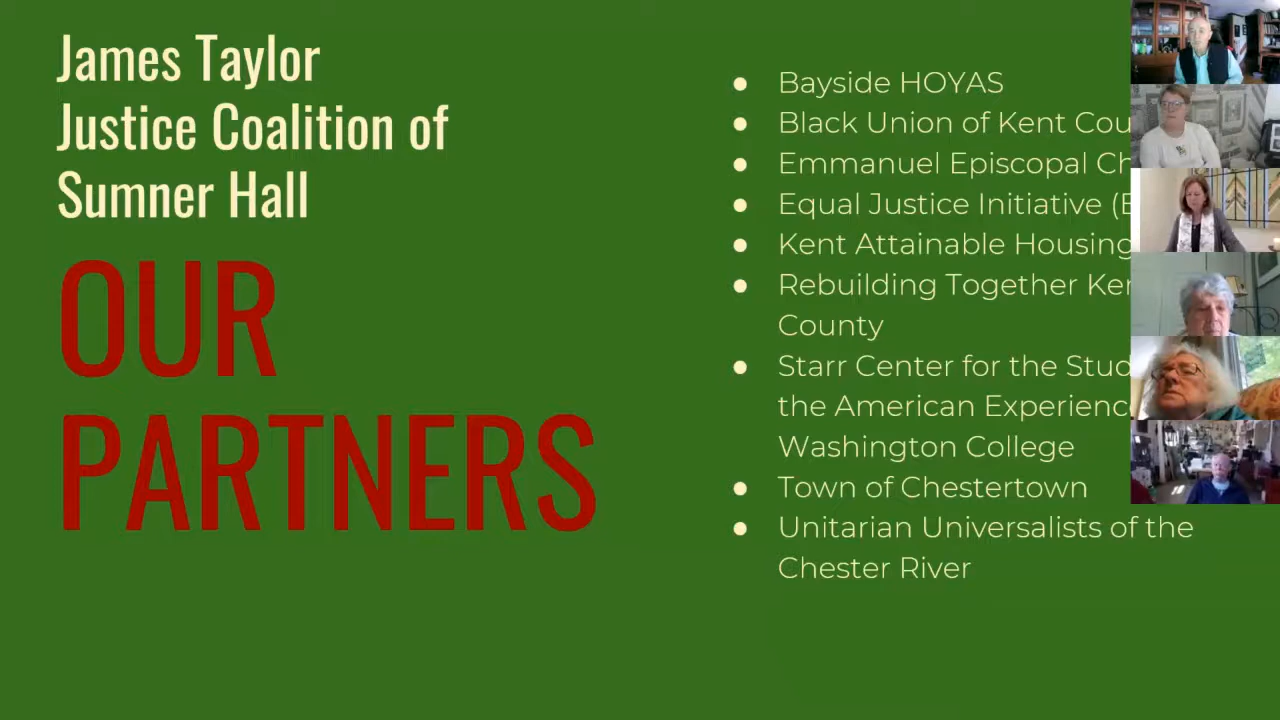 James Taylor
Justice Coalition of
Sumner Hall
OUR
PARTNERS
● Bayside HOYAS
● Black Union of Kent
● Emmanuel Episcopal
● Equal Justice Initiative
● Kent Attainable Housing
● Rebuilding Together
County
● Starr Center for the
the American
Washington College
● Town of Chestertown
● Unitarian Universalists of the
Chester River